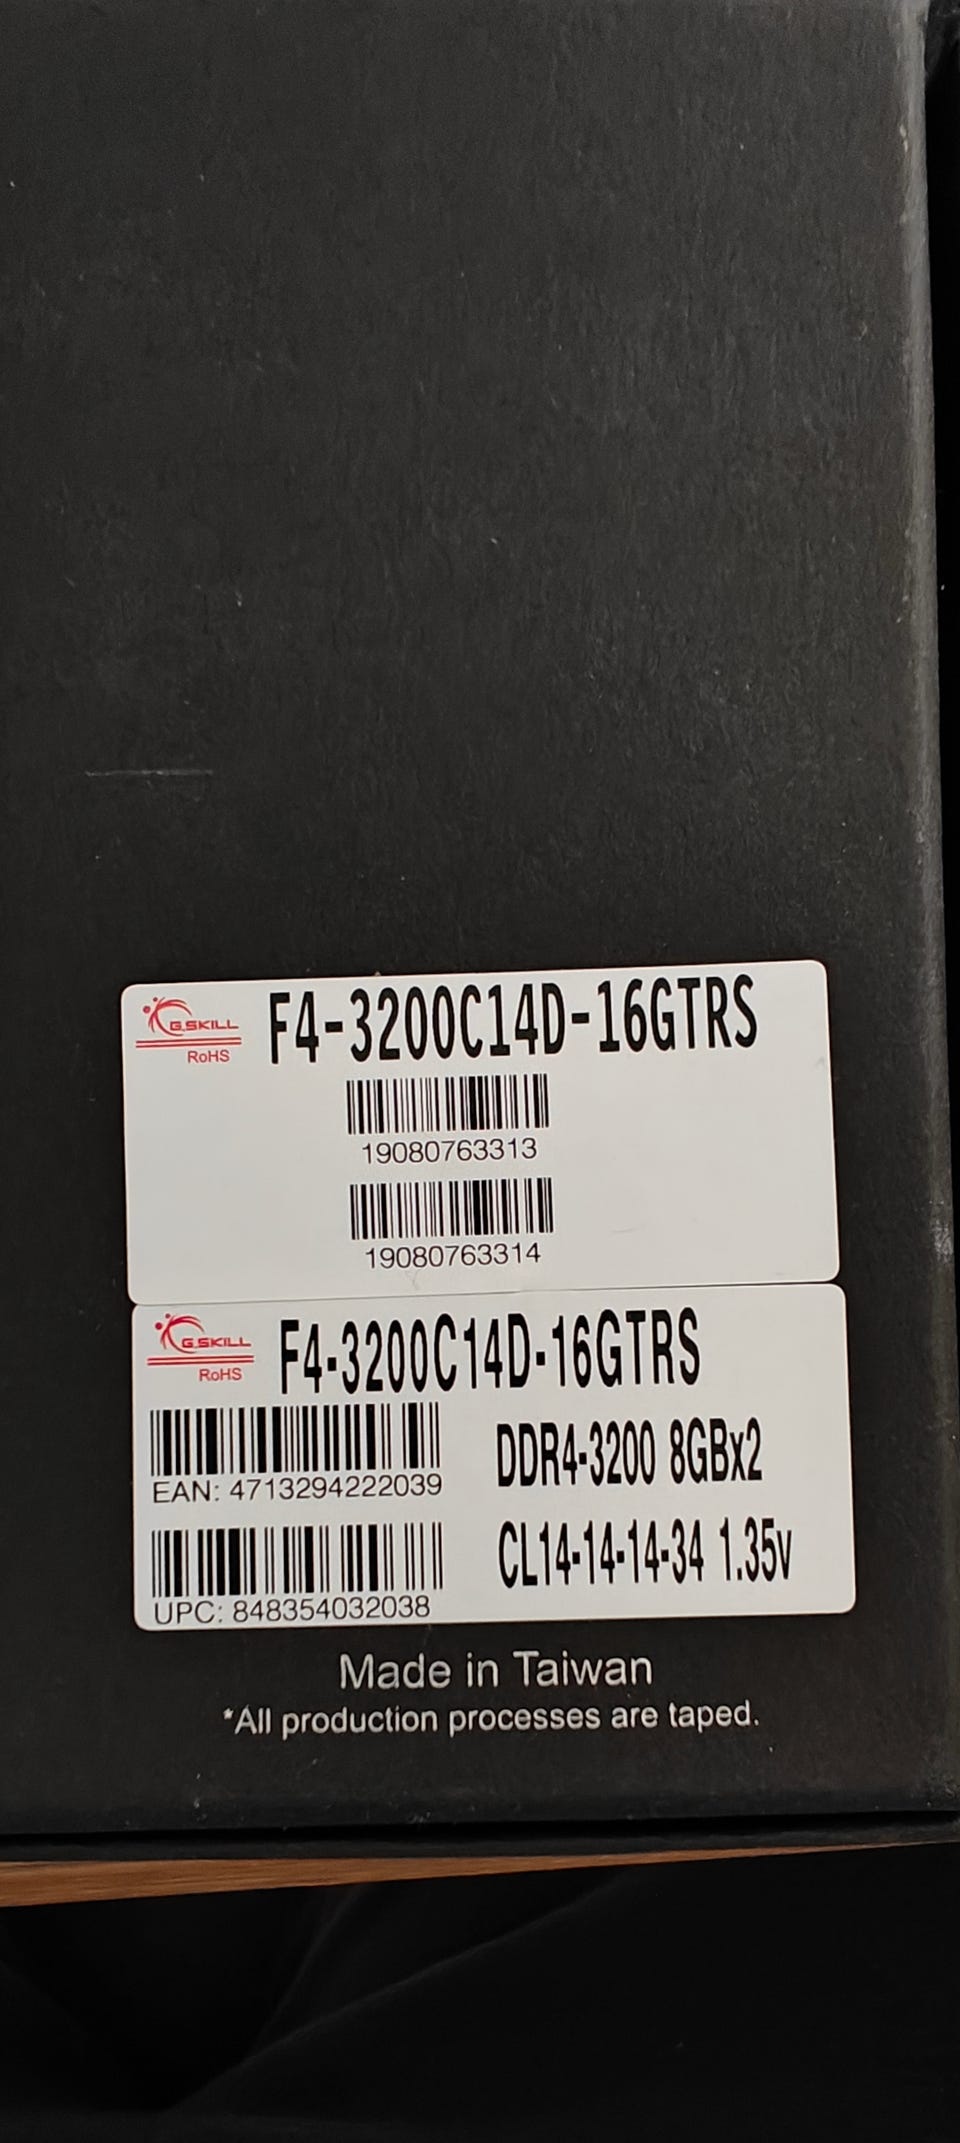 G.SKILL
RoHS
F4-3200C14D-16GTRS
19080763313
19080763314
G.SKILL
RoHS
F4-3200C14D-16GTRS
EAN: 4713294222039
DDR4-3200 8GBx2
UPC: 848354032038
CL14-14-14-34 1.35v
Made in Taiwan
*All production processes are taped.